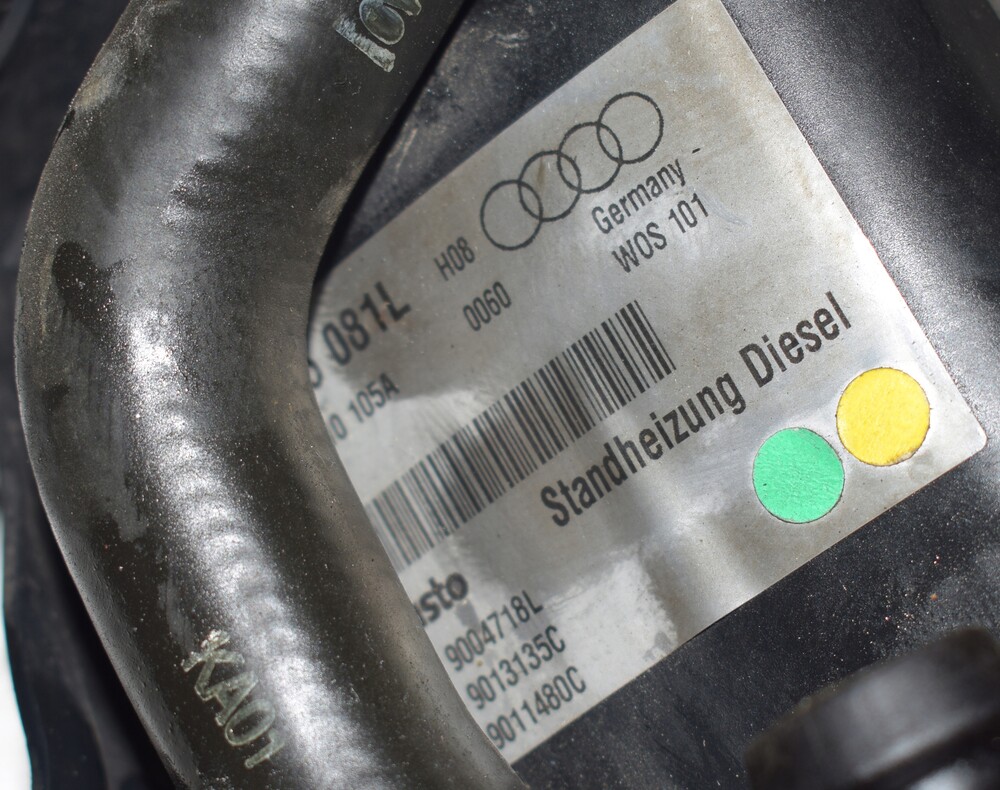 H08
Germany
081L
0060
WOS 101
105A
Standheizung Diesel
9004718L
9013135C
9011480C
KA01